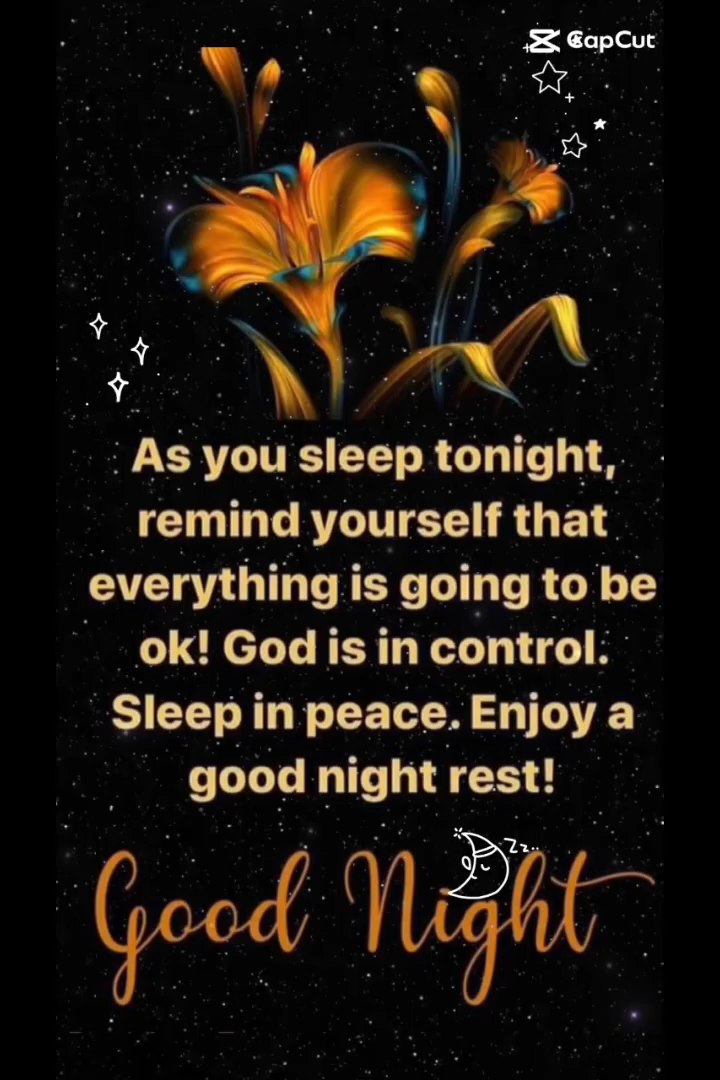 CapCut
As you sleep tonight,
remind yourself that
everything is going to be
ok! God is in control.
Sleep in peace. Enjoy a
good night rest!
Zz..
Good Night